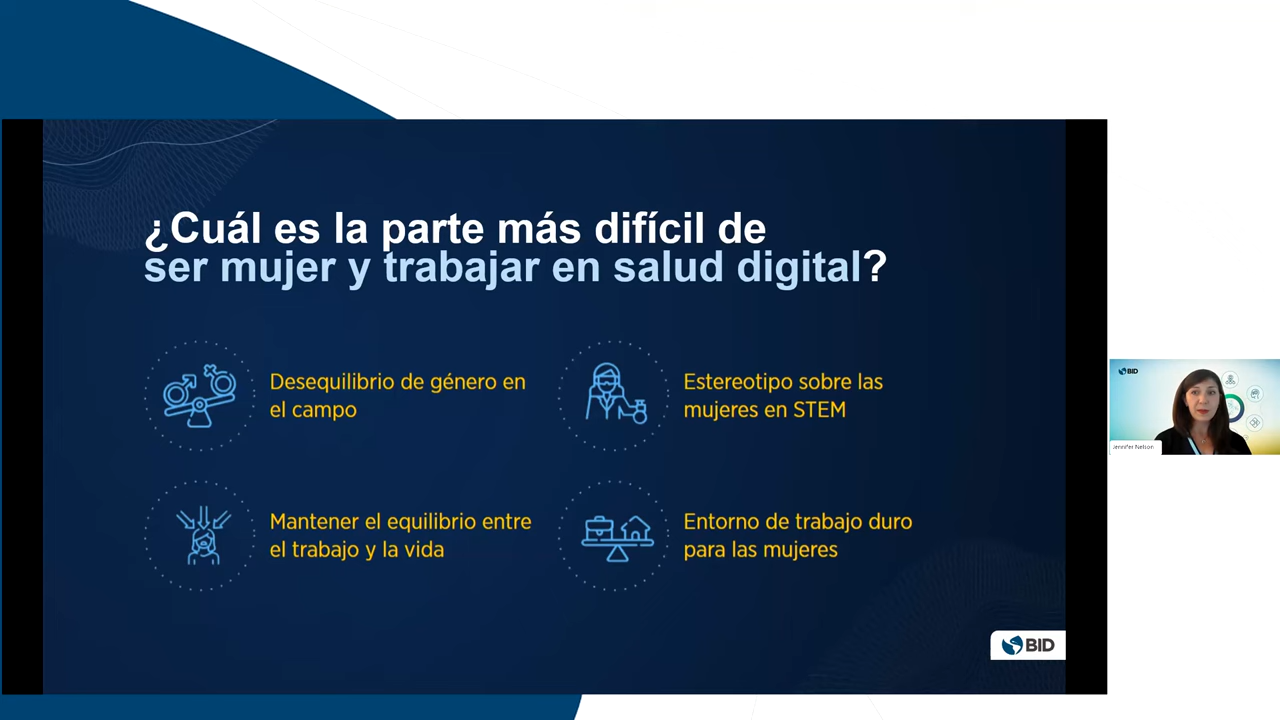 ¿Cuál es la parte más difícil de
ser mujer y trabajar en salud digital?
Desequilibrio de género en
el campo
Estereotipo sobre las
mujeres en STEM
Mantener el equilibrio entre
el trabajo y la vida
Entorno de trabajo duro
para las mujeres
BID
BID
Jennifer Nelson